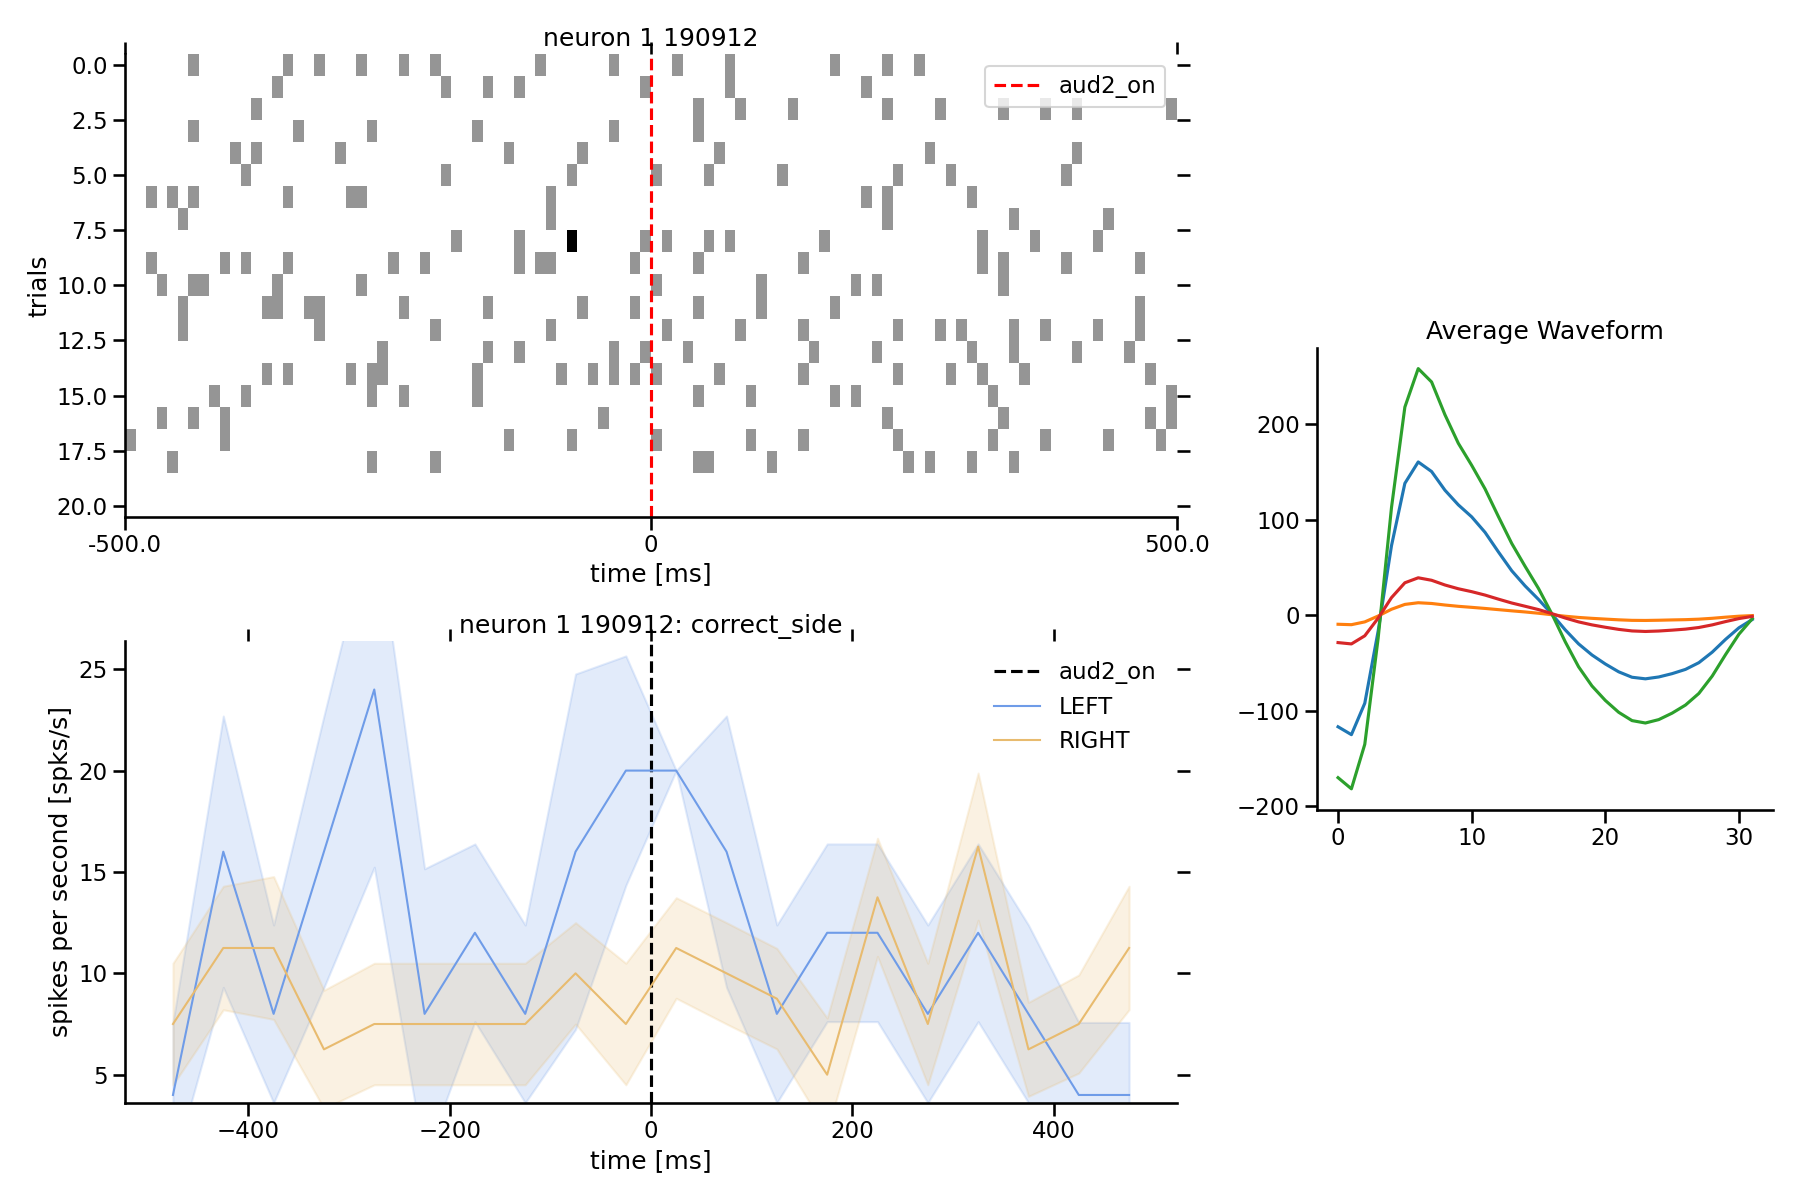 neuron 1 190912
trials
0.0
2.5
5.0
7.5
10.0
12.5
15.0
17.5
20.0
aud2_on
-500.0 0 500.0
time [ms]
neuron 1 190912: correct_side
spikes per second [spks/s]
25
20
15
10
5
aud2_on
LEFT
RIGHT
−400 −200 0 200 400
time [ms]
Average Waveform
200
100
0
−100
−200
0 10 20 30